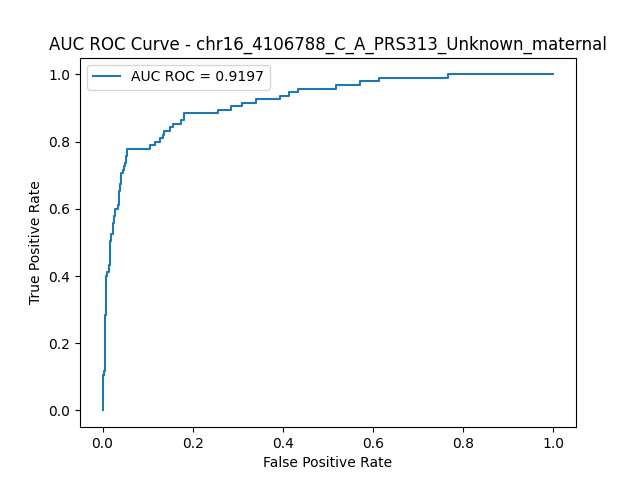 AUC ROC Curve - chr16_4106788_C_A_PRS313_Unknown_maternal
AUC ROC = 0.9197
1.0
0.8
0.6
0.4
0.2
0.0
True Positive Rate
0.0 0.2 0.4 0.6 0.8 1.0
False Positive Rate